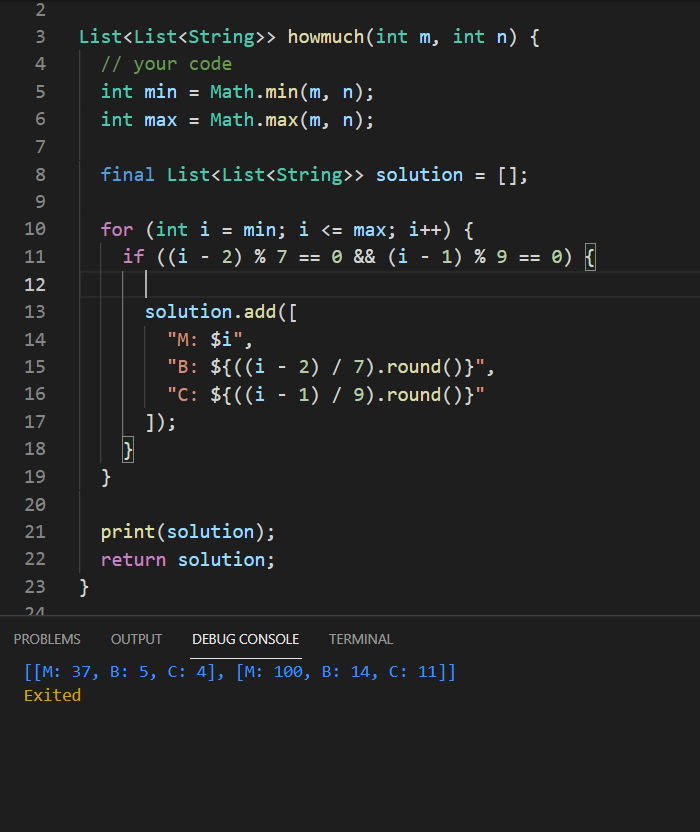 2
3 List<List<String>> howmuch(int m, int n) {
4 // your code
5 int min = Math.min(m, n);
6 int max = Math.max(m, n);
7
8 final List<List<String>> solution = [];
9
10 for (int i = min; i <= max; i++) {
11 if ((i - 2) % 7 == 0 && (i - 1) % 9 == 0) {
12
13 solution.add([
14 "M: $i",
15 "B: ${((i - 2) / 7).round()}",
16 "C: ${((i - 1) / 9).round()}"
17 ]);
18 }
19 }
20
21 print(solution);
22 return solution;
23 }
24
PROBLEMS OUTPUT DEBUG CONSOLE TERMINAL
[[M: 37, B: 5, C: 4], [M: 100, B: 14, C: 11]]
Exited